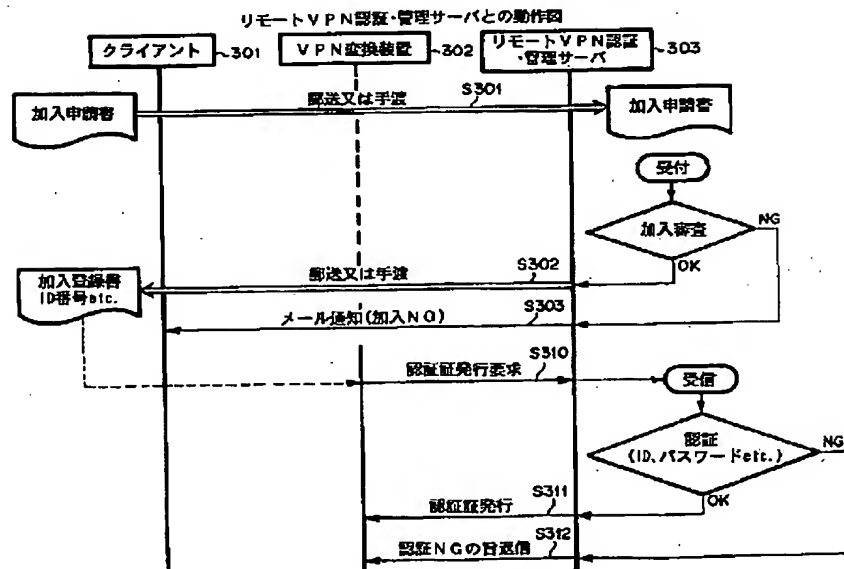 リモートVPN認証・管理サーバとの動作図
クライアント
301
VPN変換装置
302
リモートVPN認証
・管理サーバ
303
加入申請書
郵送又は手渡
S301
加入申請書
受付
加入審査
NG
OK
加入登録書
ID番号etc.
郵送又は手渡
S302
メール通知(加入NG)
S303
認証証発行要求
S310
受信
認証
(ID、パスワードetc.)
NG
OK
認証証発行
S311
認証NGの旨返信
S312